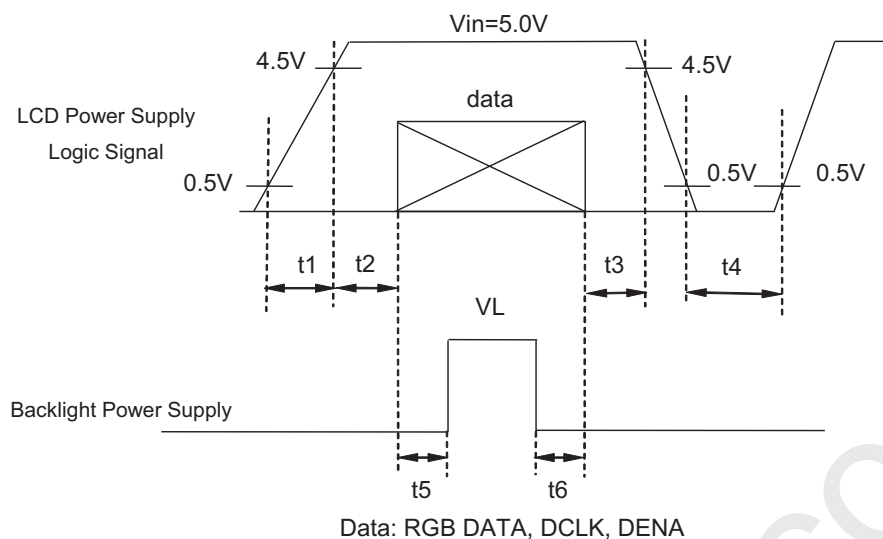 Vin=5.0V
4.5V
4.5V
data
LCD Power Supply
Logic Signal
0.5V
0.5V
0.5V
t1
t2
t3
t4
VL
Backlight Power Supply
t5
t6
Data: RGB DATA, DCLK, DENA